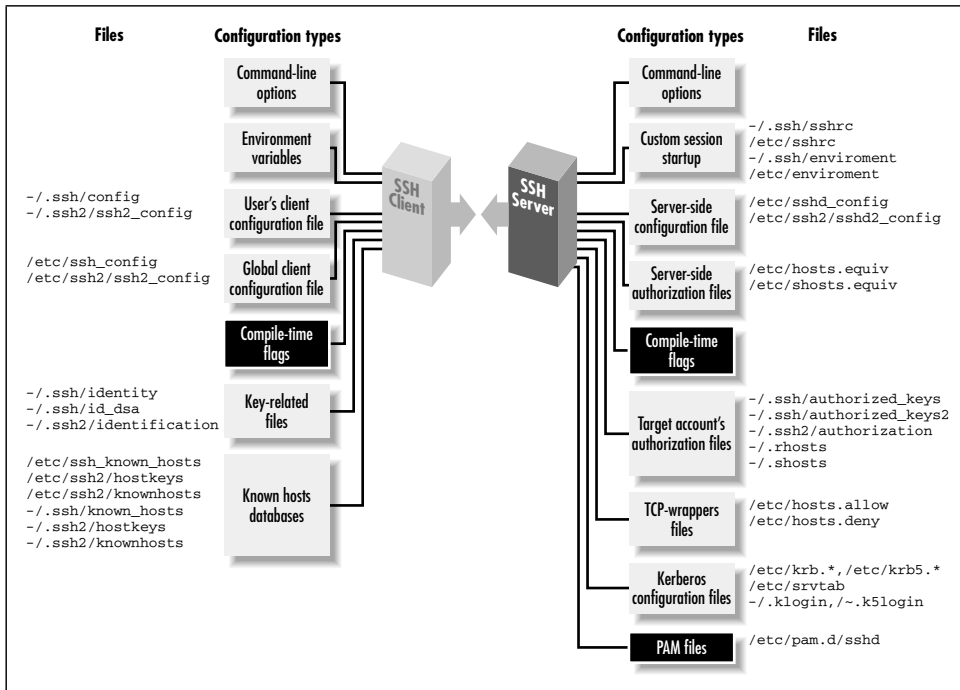 Files
Configuration types
Command-line
options
Environment
variables
~/.ssh/config
~/.ssh2/ssh2_config
User's client
configuration file
/etc/ssh_config
/etc/ssh2/ssh2_config
Global client
configuration file
Compile-time
flags
~/.ssh/identity
~/.ssh/id_dsa
~/.ssh2/identification
Key-related
files
/etc/ssh_known_hosts
/etc/ssh2/hostkeys
/etc/ssh2/knownhosts
~/.ssh/known_hosts
~/.ssh2/hostkeys
~/.ssh2/knownhosts
Known hosts
databases
SSH
Client
SSH
Server
Configuration types
Files
Command-line
options
Custom session
startup
~/.ssh/sshrc
/etc/sshrc
~/.ssh/enviroment
/etc/enviroment
Server-side
configuration file
/etc/sshd_config
/etc/ssh2/sshd2_config
Server-side
authorization files
/etc/hosts.equiv
/etc/shosts.equiv
Compile-time
flags
Target account's
authorization files
~/.ssh/authorized_keys
~/.ssh/authorized_keys2
~/.ssh2/authorization
~/.rhosts
~/.shosts
TCP-wrappers
files
/etc/hosts.allow
/etc/hosts.deny
Kerberos
configuration files
/etc/krb.*,/etc/krb5.*
/etc/srvtab
~/.klogin,/~.k5login
PAM files
/etc/pam.d/sshd